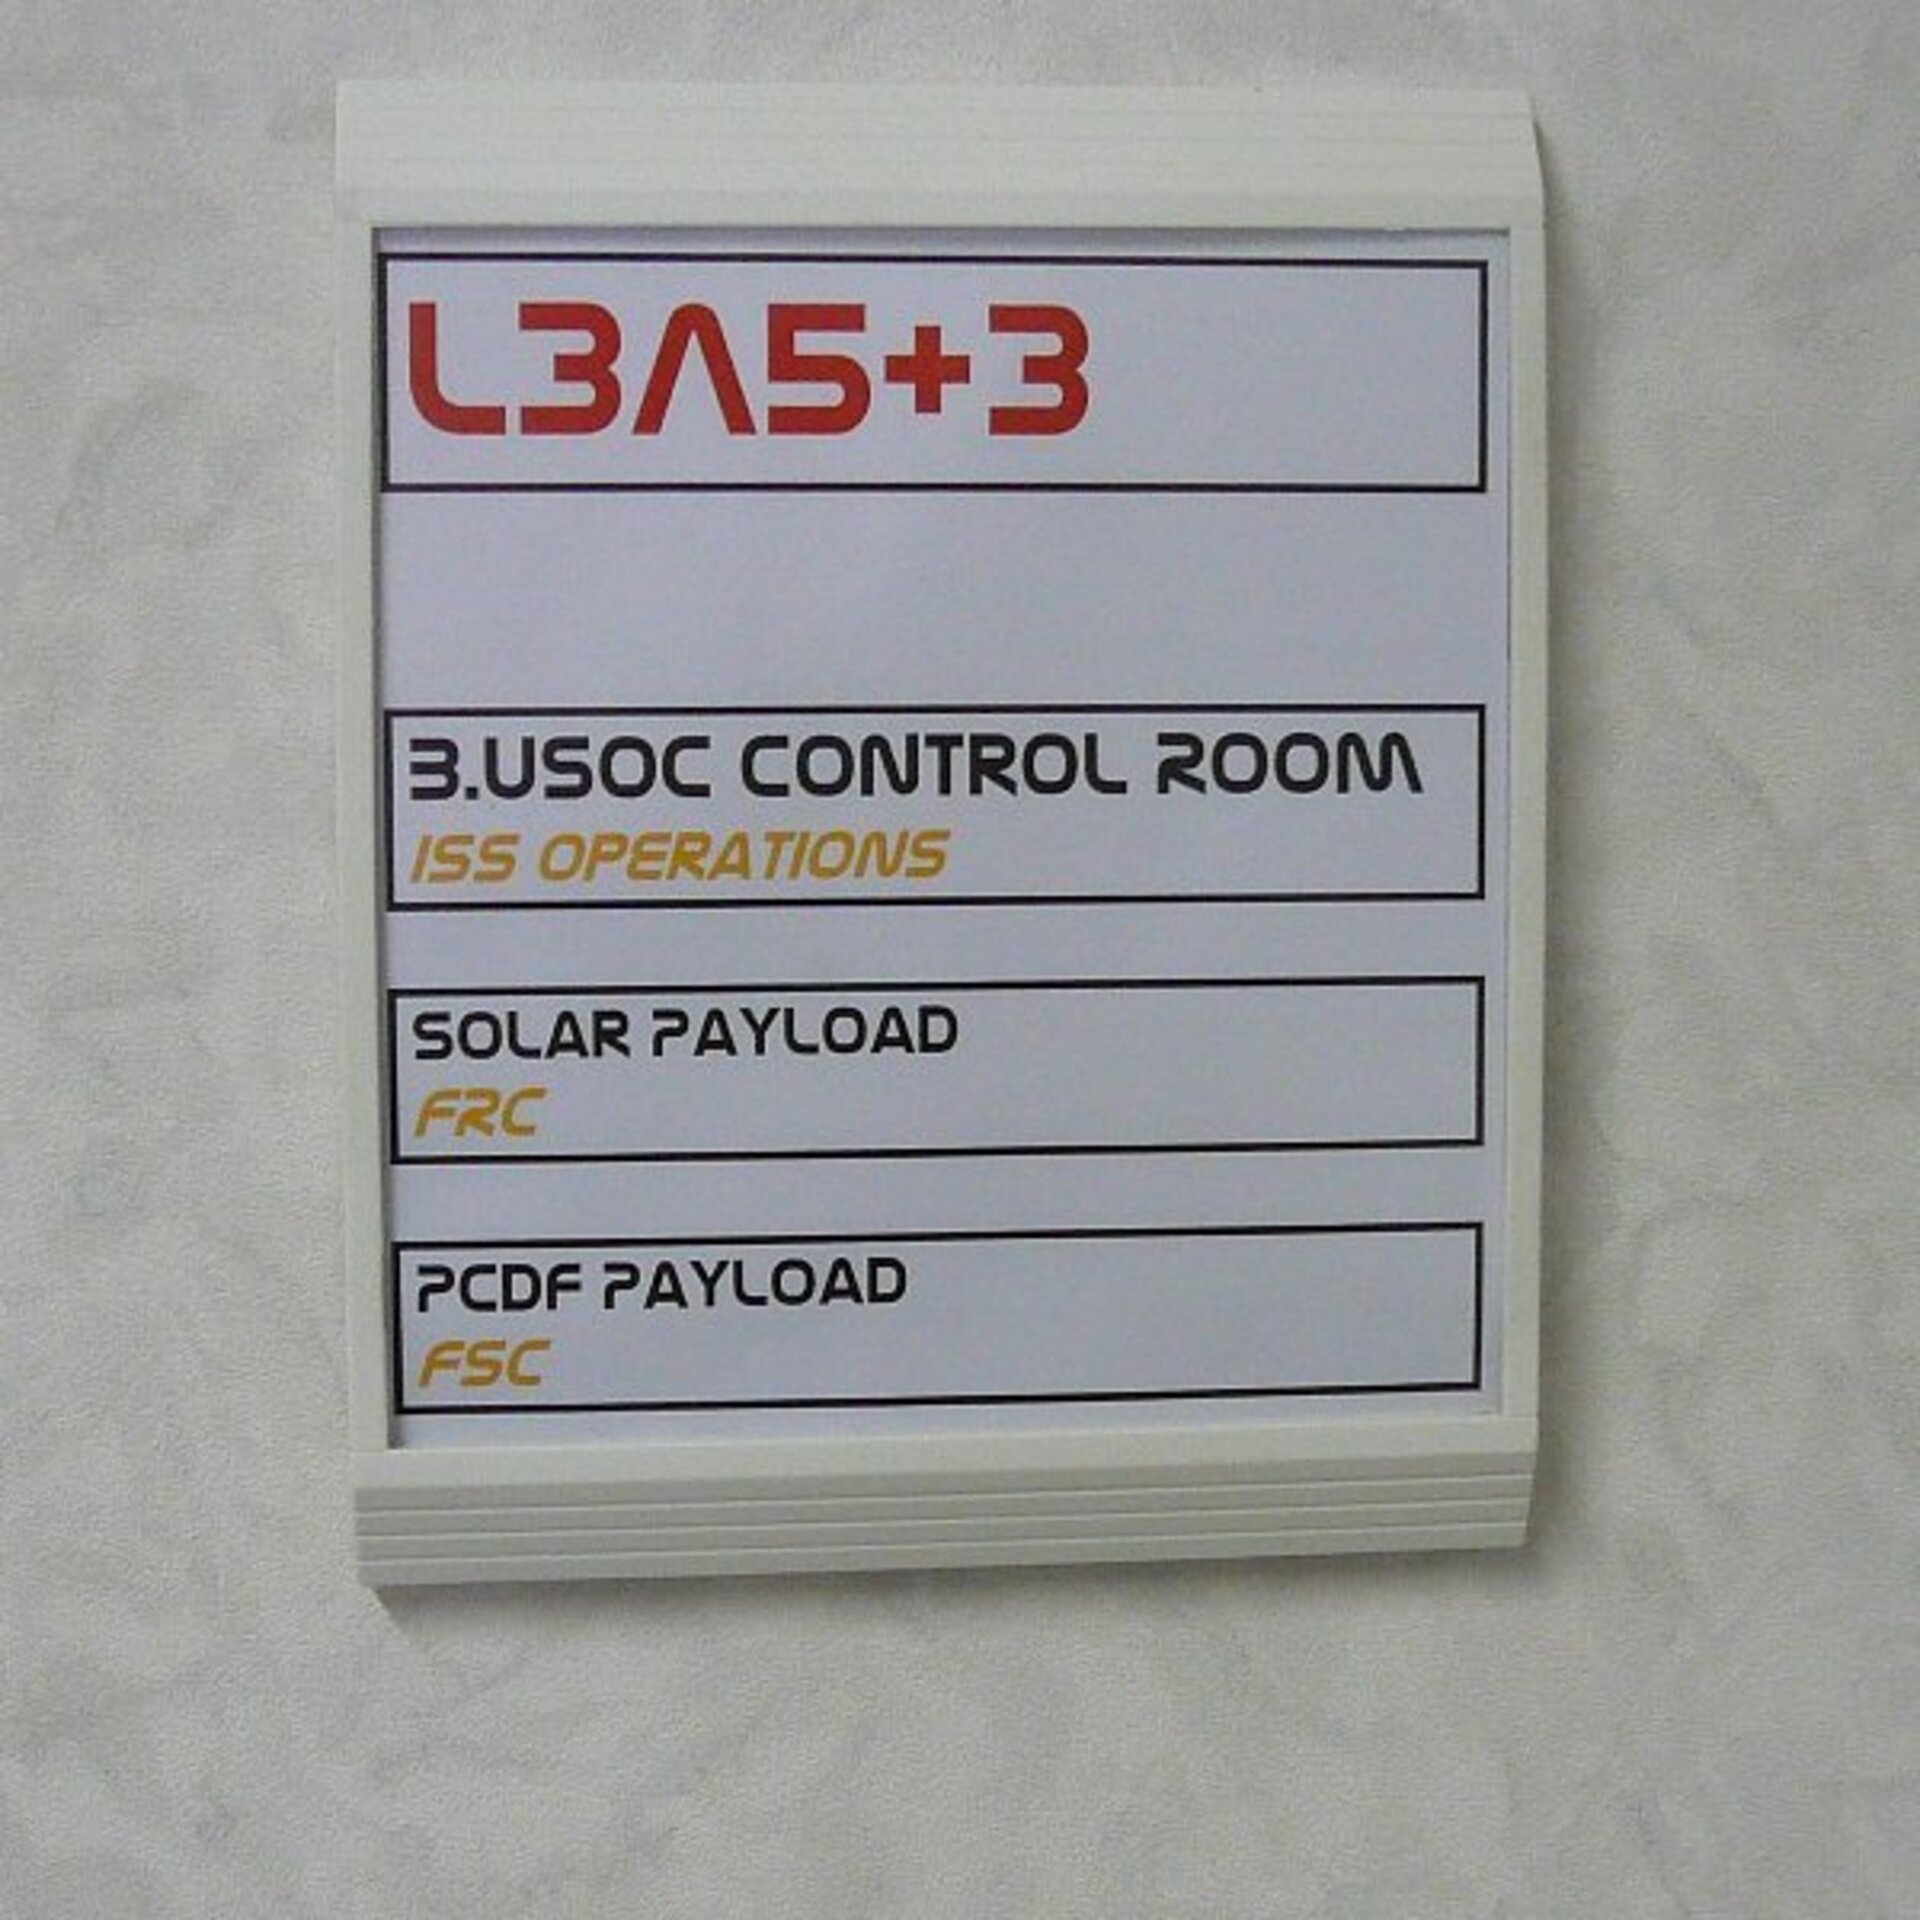 L3A5+3
3.USOC CONTROL ROOM
ISS OPERATIONS
SOLAR PAYLOAD
FRC
PCDF PAYLOAD
FSC